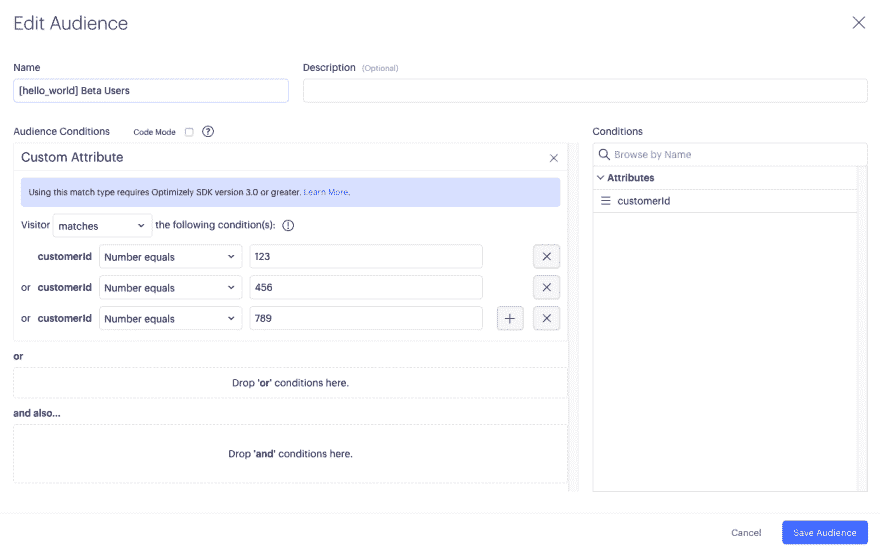 Edit Audience
Name
Description (Optional)
[hello_world] Beta Users
Audience Conditions Code Mode ?
Conditions
Custom Attribute
Browse by Name
Attributes
Using this match type requires Optimizely SDK version 3.0 or greater. Learn More.
customerId
Visitor matches the following condition(s):
customerId Number equals 123
or customerId Number equals 456
or customerId Number equals 789
or
Drop 'or' conditions here.
and also...
Drop 'and' conditions here.
Cancel Save Audience